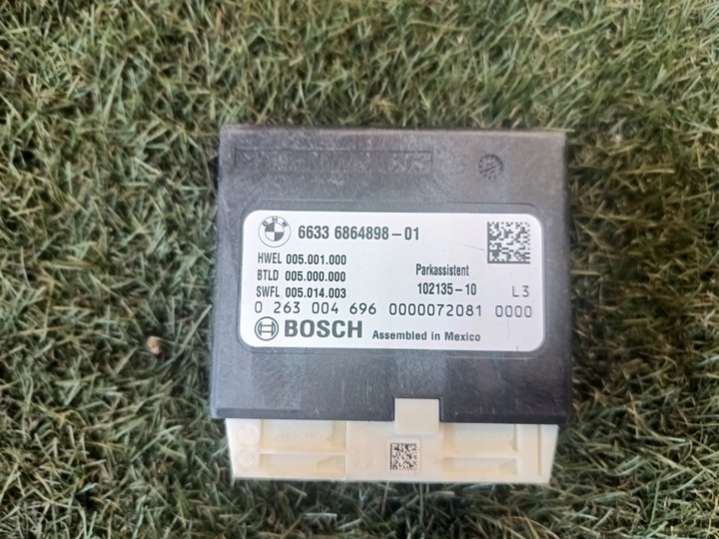 6633 6864898-01
HWEL 005.001.000
BTLD 005.000.000
Parkassistent
SWFL 005.014.003
102135-10
L3
0 263 004 696 0000072081 0000
BOSCH Assembled in Mexico